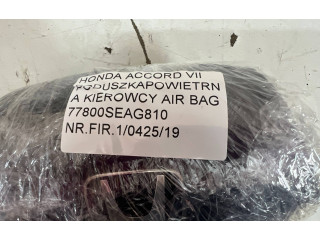 HONDA ACCORD VII
PODUSZKAPOWIETRN
A KIEROWCY AIR BAG
77800SEAG810
NR.FIR.1/0425/19